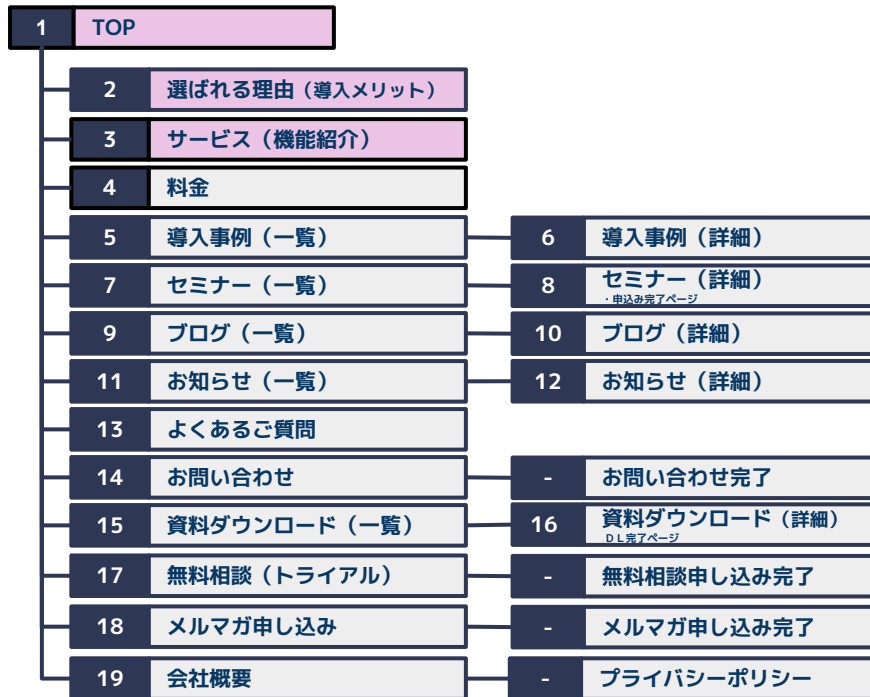 1 TOP
2 選ばれる理由（導入メリット）
3 サービス（機能紹介）
4 料金
5 導入事例（一覧） 6 導入事例（詳細）
7 セミナー（一覧） 8 セミナー（詳細）
・申込み完了ページ
9 ブログ（一覧） 10 ブログ（詳細）
11 お知らせ（一覧） 12 お知らせ（詳細）
13 よくあるご質問
14 お問い合わせ - お問い合わせ完了
15 資料ダウンロード（一覧） 16 資料ダウンロード（詳細）
ＤＬ完了ページ
17 無料相談（トライアル） - 無料相談申し込み完了
18 メルマガ申し込み - メルマガ申し込み完了
19 会社概要 - プライバシーポリシー